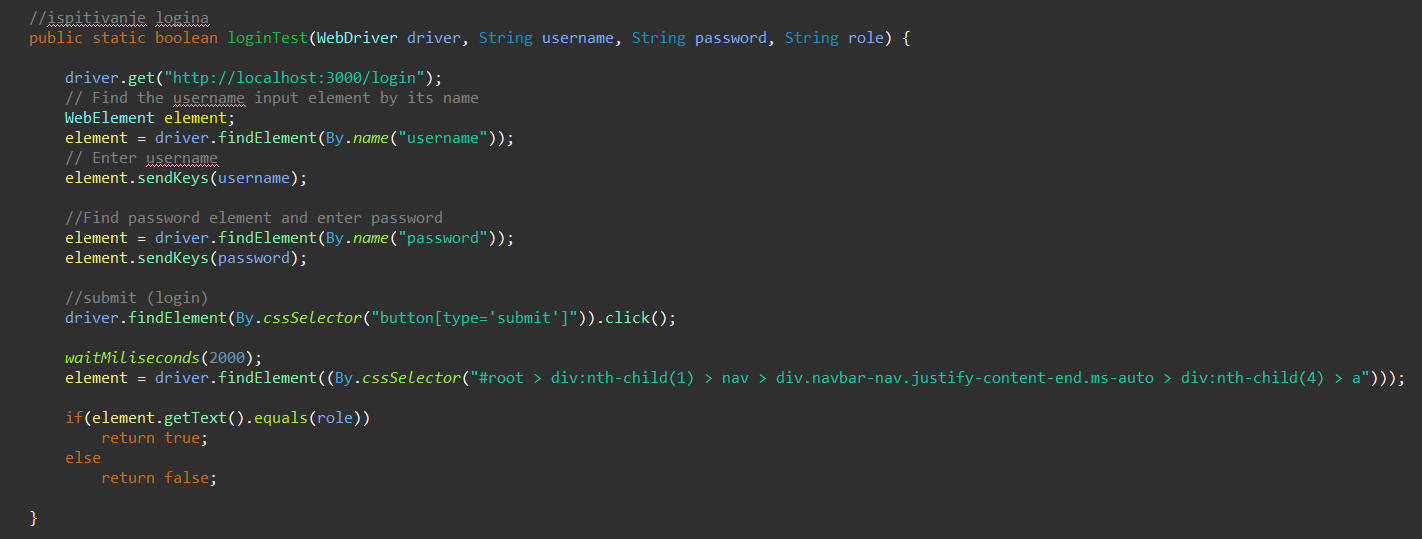 //ispitivanje logina
public static boolean loginTest(WebDriver driver, String username, String password, String role) {
driver.get("http://localhost:3000/login");
// Find the username input element by its name
WebElement element;
element = driver.findElement(By.name("username"));
// Enter username
element.sendKeys(username);
//Find password element and enter password
element = driver.findElement(By.name("password"));
element.sendKeys(password);
//submit (login)
driver.findElement(By.cssSelector("button[type='submit']")).click();
waitMiliseconds(2000);
element = driver.findElement((By.cssSelector("#root > div:nth-child(1) > nav > div.navbar-nav.justify-content-end.ms-auto > div:nth-child(4) > a")));
if(element.getText().equals(role))
return true;
else
return false;
}